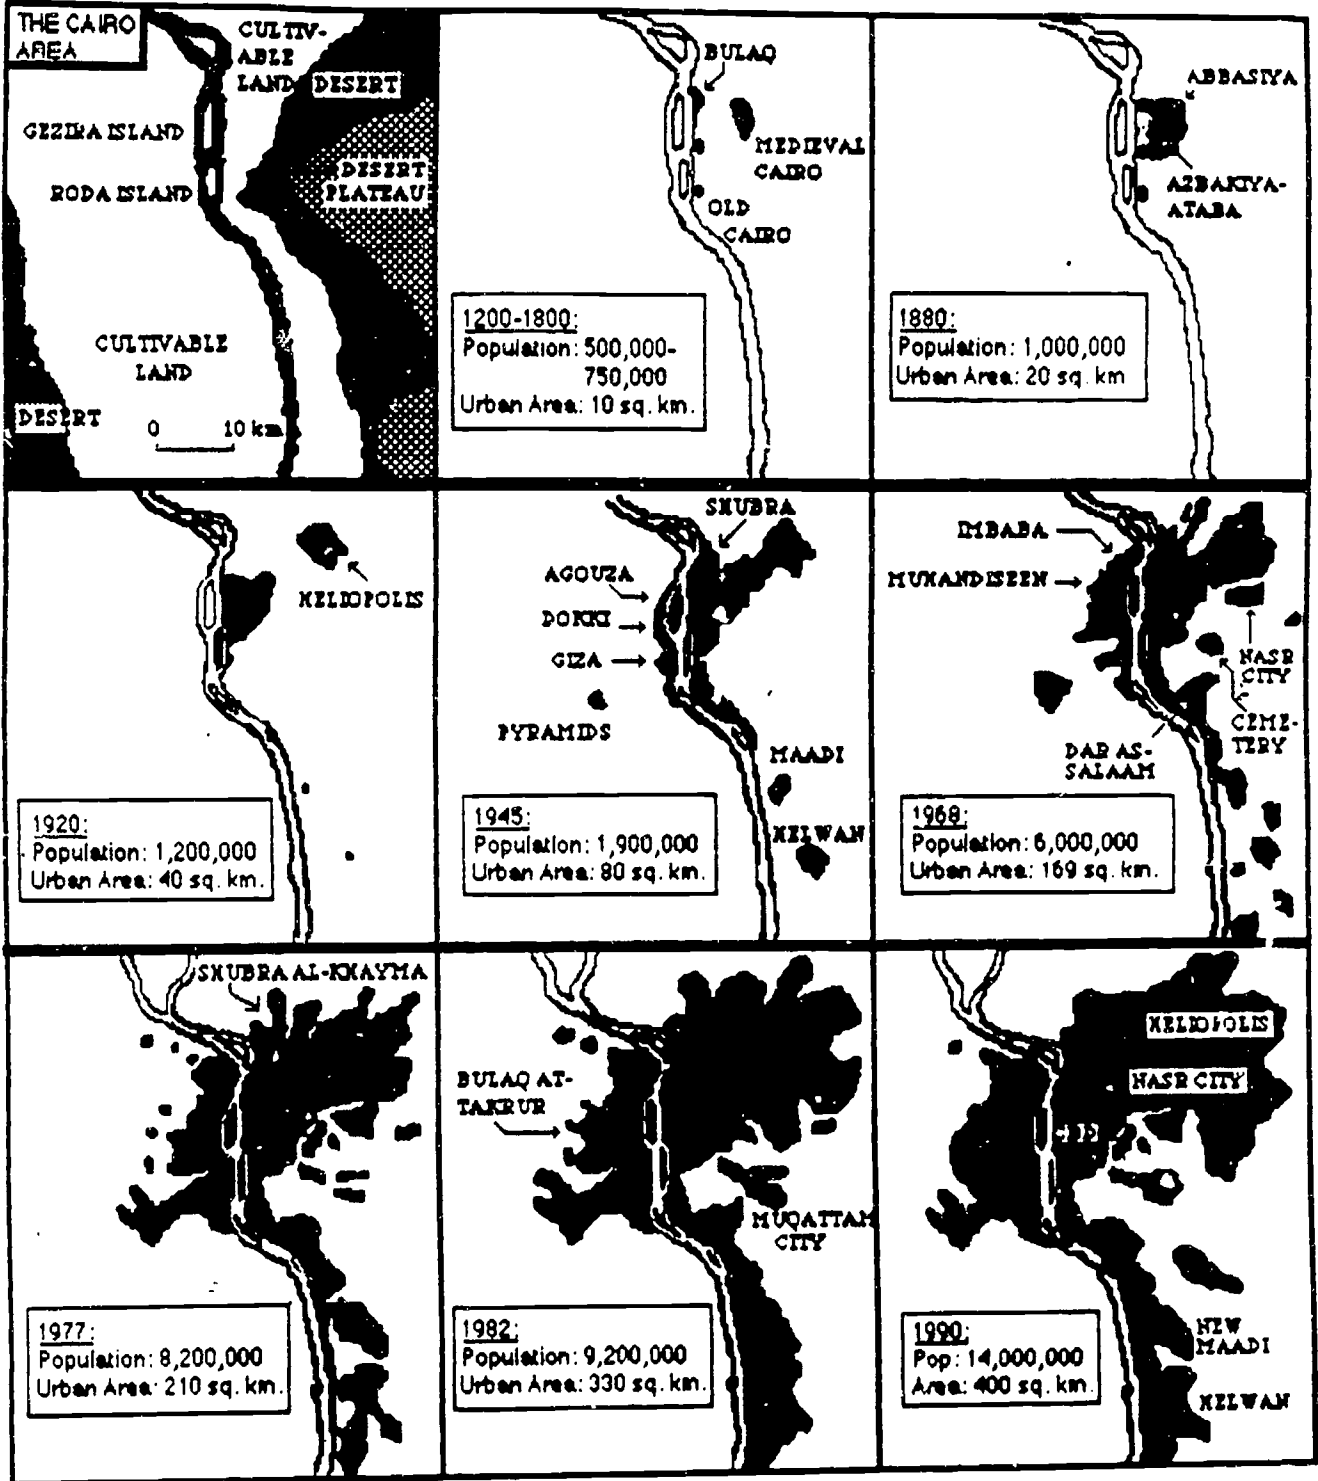 THE CAIRO
AREA
CULTIV-
ABLE
LAND
DESERT
GEZIRA ISLAND
DESERT
PLATEAU
RODA ISLAND
CULTIVABLE
LAND
DESERT
0 10 km
BULAQ
MEDIEVAL
CAIRO
OLD
CAIRO
1200-1800:
Population: 500,000-
750,000
Urban Area: 10 sq. km.
ABBASIYA
AZBAKIYA-
ATABA
1880:
Population: 1,000,000
Urban Area: 20 sq. km
HELIOPOLIS
1920:
Population: 1,200,000
Urban Area: 40 sq. km.
SHUBRA
AGOUZA
DOKKI
GIZA
PYRAMIDS
MAADI
HELWAN
1945:
Population: 1,900,000
Urban Area: 80 sq. km.
IMBABA
MUHANDISEEN
NASR
CITY
CEME-
TERY
DAR AS-
SALAAM
1968:
Population: 6,000,000
Urban Area: 169 sq. km.
SHUBRA AL-KHAYMA
1977:
Population: 8,200,000
Urban Area: 210 sq. km.
BULAQ AT-
TAKRUR
MUQATTAM
CITY
1982:
Population: 9,200,000
Urban Area: 330 sq. km.
HELIOPOLIS
NASR CITY
NEW
MAADI
HELWAN
1990:
Pop: 14,000,000
Area: 400 sq. km.